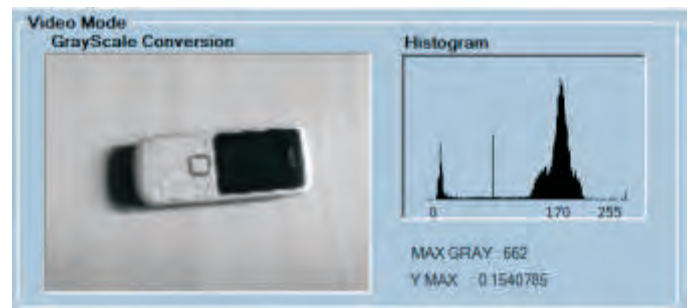 Video Mode
GrayScale Conversion
Histogram
0 170 255
MAX GRAY 662
Y MAX 0.1540785